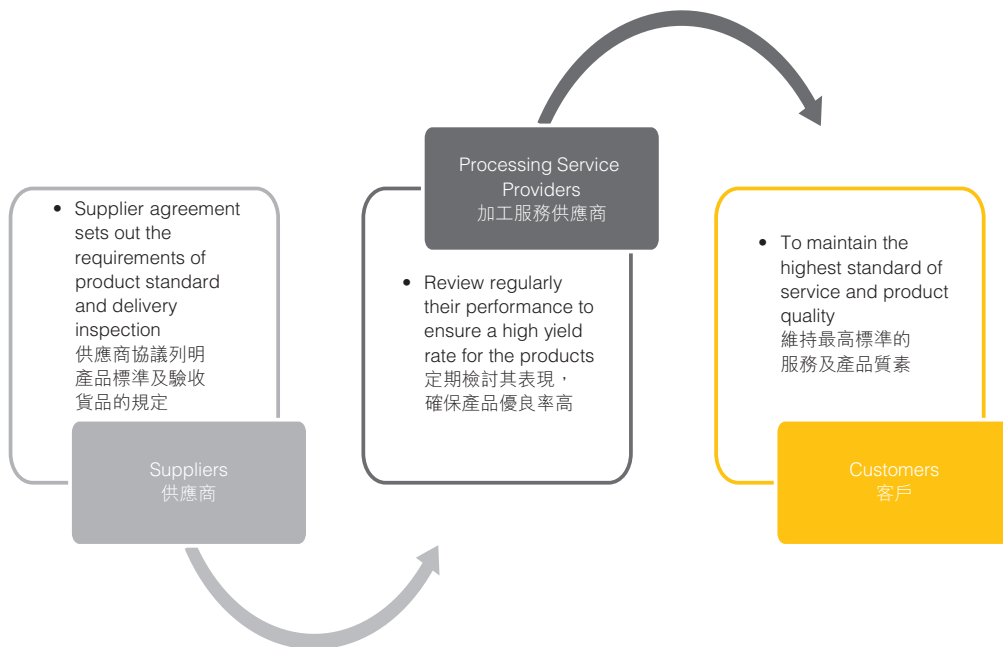 • Supplier agreement
sets out the
requirements of
product standard
and delivery
inspection
供應商協議列明
產品標準及驗收
貨品的規定
Suppliers
供應商
Processing Service
Providers
加工服務供應商
• Review regularly
their performance to
ensure a high yield
rate for the products
定期檢討其表現，
確保產品優良率高
• To maintain the
highest standard of
service and product
quality
維持最高標準的
服務及產品質素
Customers
客戶